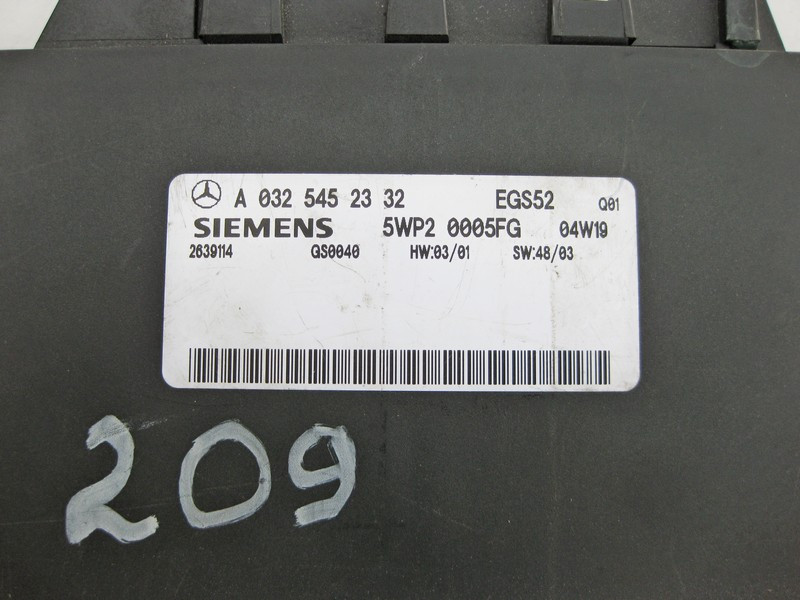 A 032 545 23 32 EGS52 Q01
SIEMENS 5WP2 0005FG 04W19
2639114 QS0040 HW:03/01 SW:48/03
209